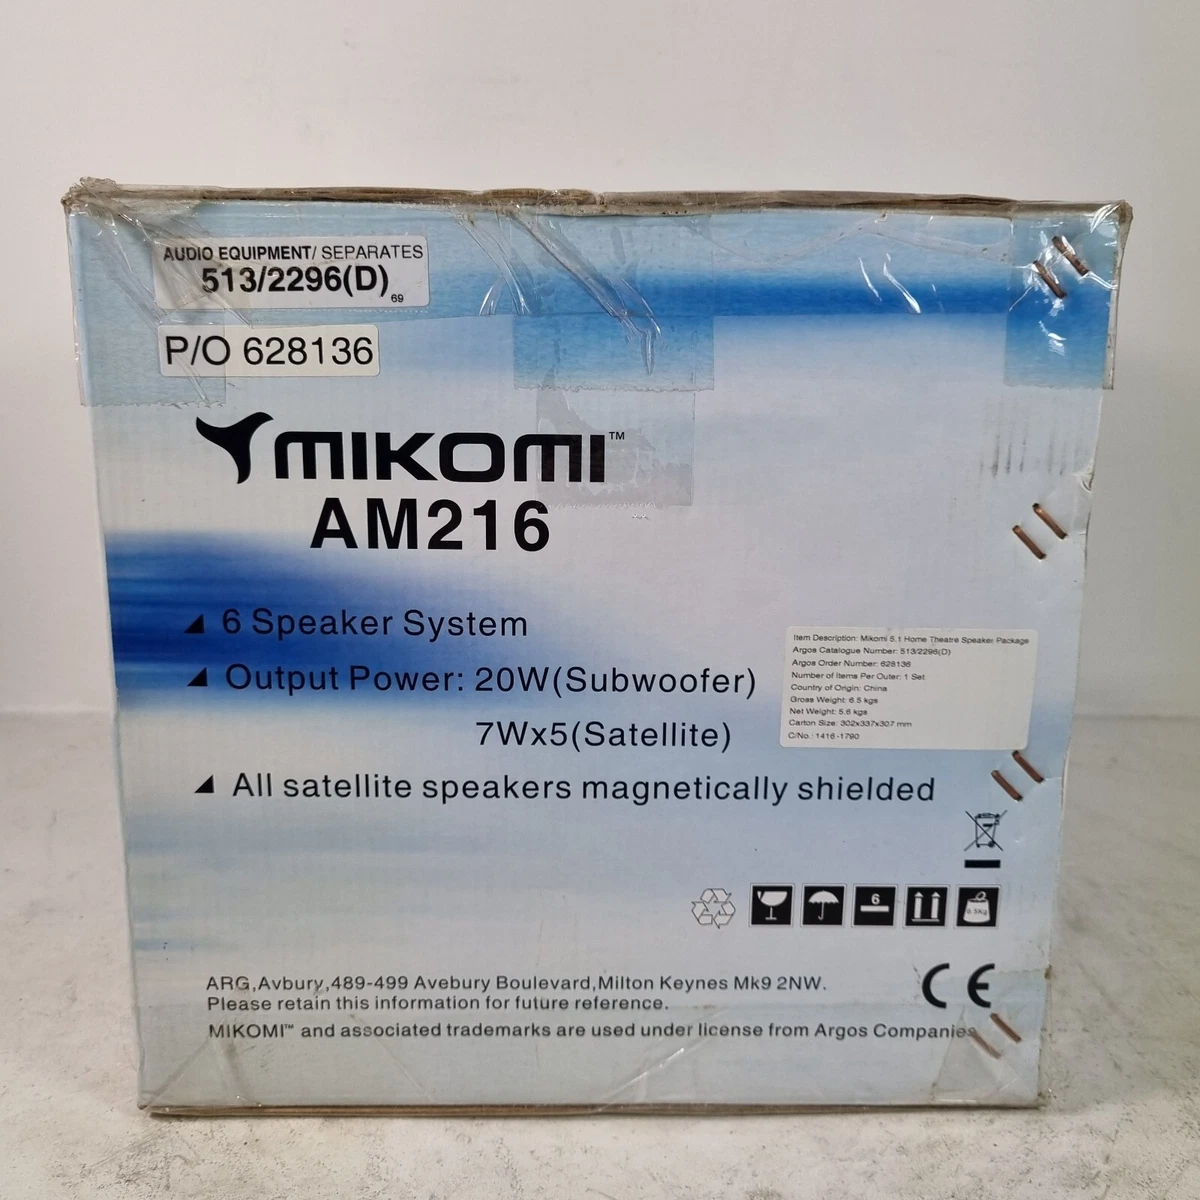 AUDIO EQUIPMENT/ SEPARATES
513/2296(D)
69
P/O 628136
MIKOMI™
AM216
6 Speaker System
Output Power: 20W(Subwoofer)
7Wx5(Satellite)
All satellite speakers magnetically shielded
Item Description: Mikomi 5.1 Home Theatre Speaker Package
Argos Catalogue Number: 513/2296(D)
Argos Order Number: 628136
Number of Items Per Outer: 1 Set
Country of Origin: China
Gross Weight: 6.5 kgs
Net Weight: 5.6 kgs
Carton Size: 302x337x307 mm
C/No.: 1416-1790
6
CE
ARG,Avbury,489-499 Avebury Boulevard,Milton Keynes Mk9 2NW.
Please retain this information for future reference.
MIKOMI™ and associated trademarks are used under license from Argos Companies